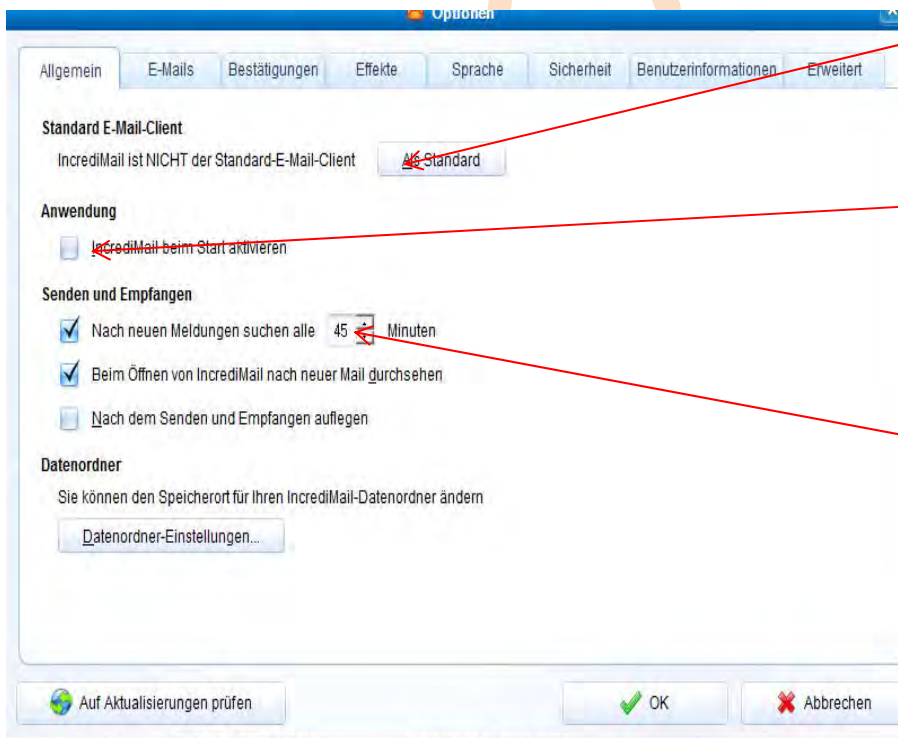 Optionen
Allgemein E-Mails Bestätigungen Effekte Sprache Sicherheit Benutzerinformationen Erweitert
Standard E-Mail-Client
IncrediMail ist NICHT der Standard-E-Mail-Client Als Standard
Anwendung
IncrediMail beim Start aktivieren
Senden und Empfangen
Nach neuen Meldungen suchen alle 45 Minuten
Beim Öffnen von IncrediMail nach neuer Mail durchsehen
Nach dem Senden und Empfangen auflegen
Datenordner
Sie können den Speicherort für Ihren IncrediMail-Datenordner ändern
Datenordner-Einstellungen...
Auf Aktualisierungen prüfen OK Abbrechen